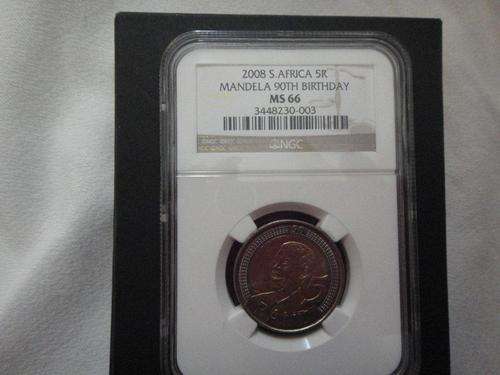 2008 S.AFRICA 5R
MANDELA 90TH BIRTHDAY
MS 66
3448230-003
NGC